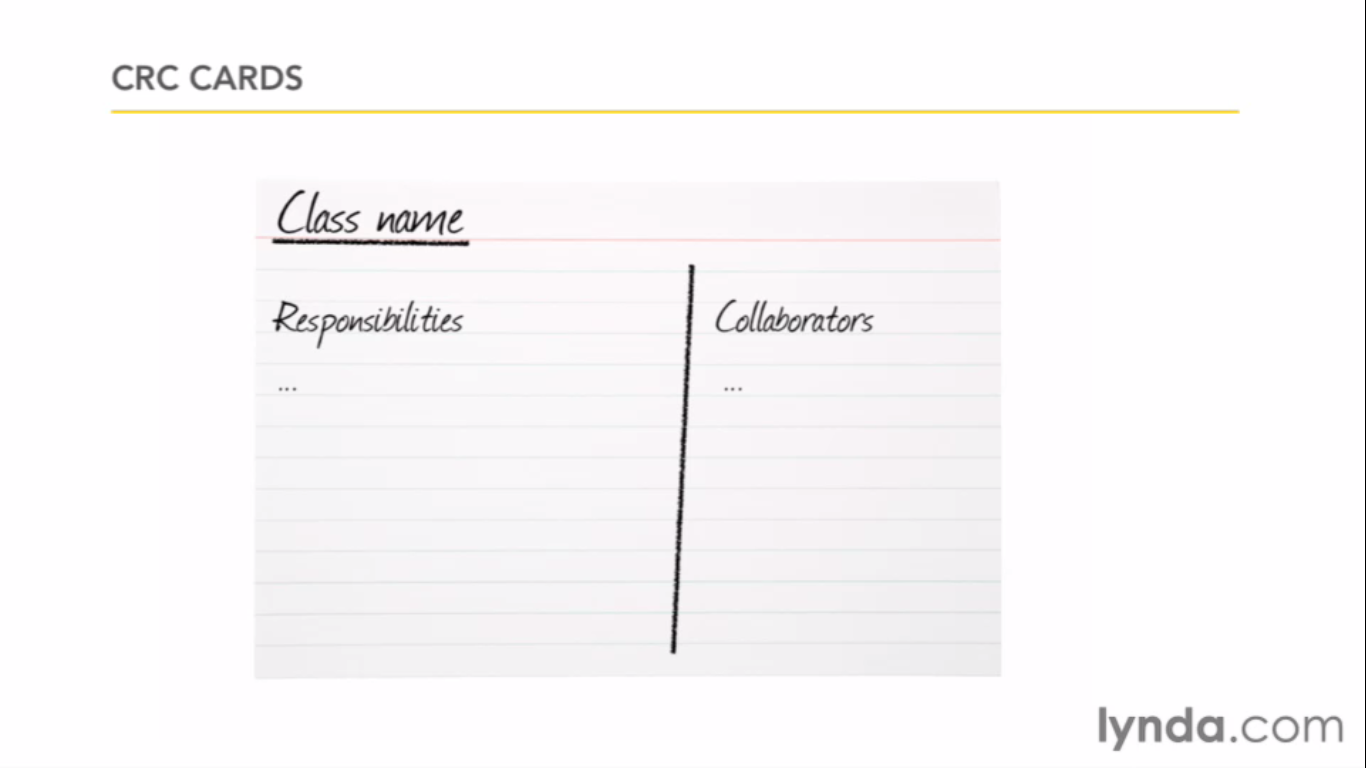 CRC CARDS
Class name
Responsibilities
Collaborators
...
...
lynda.com